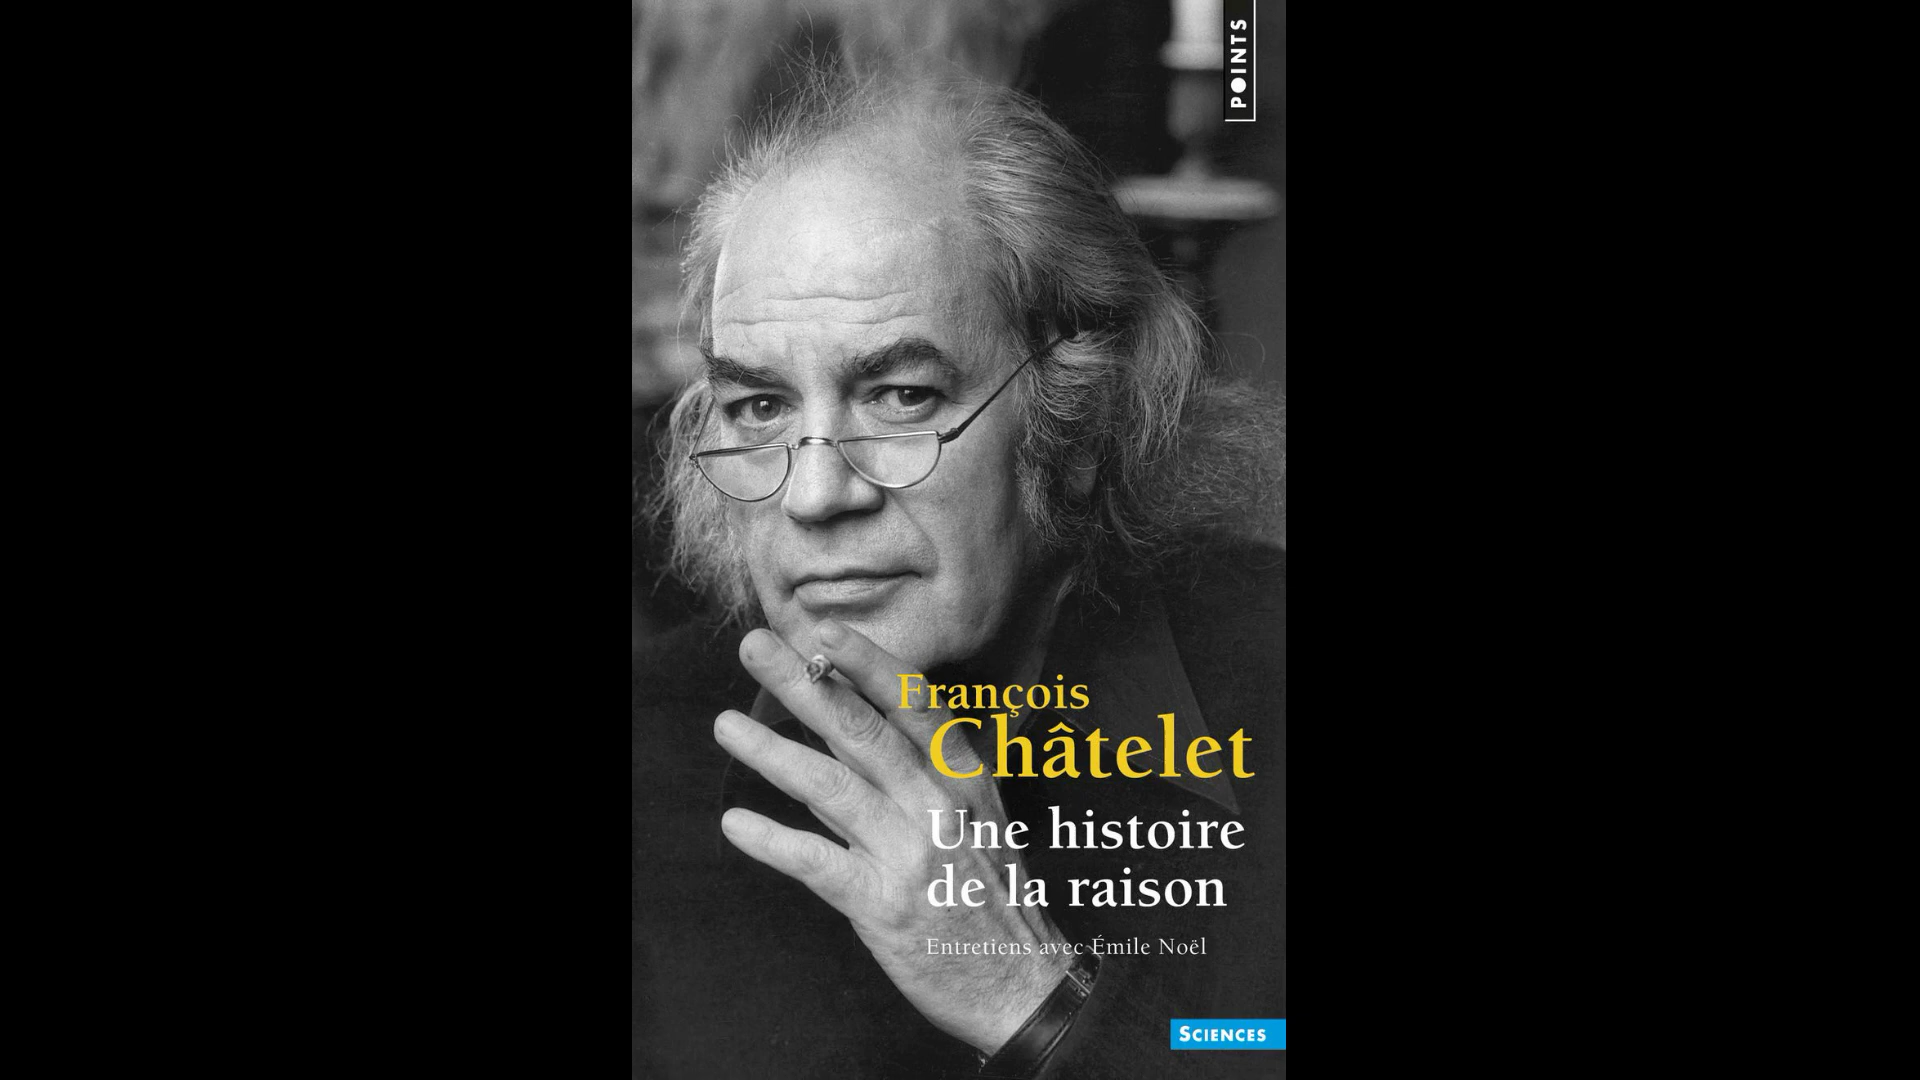 POINTS
François
Châtelet
Une histoire
de la raison
Entretiens avec Émile Noël
SCIENCES